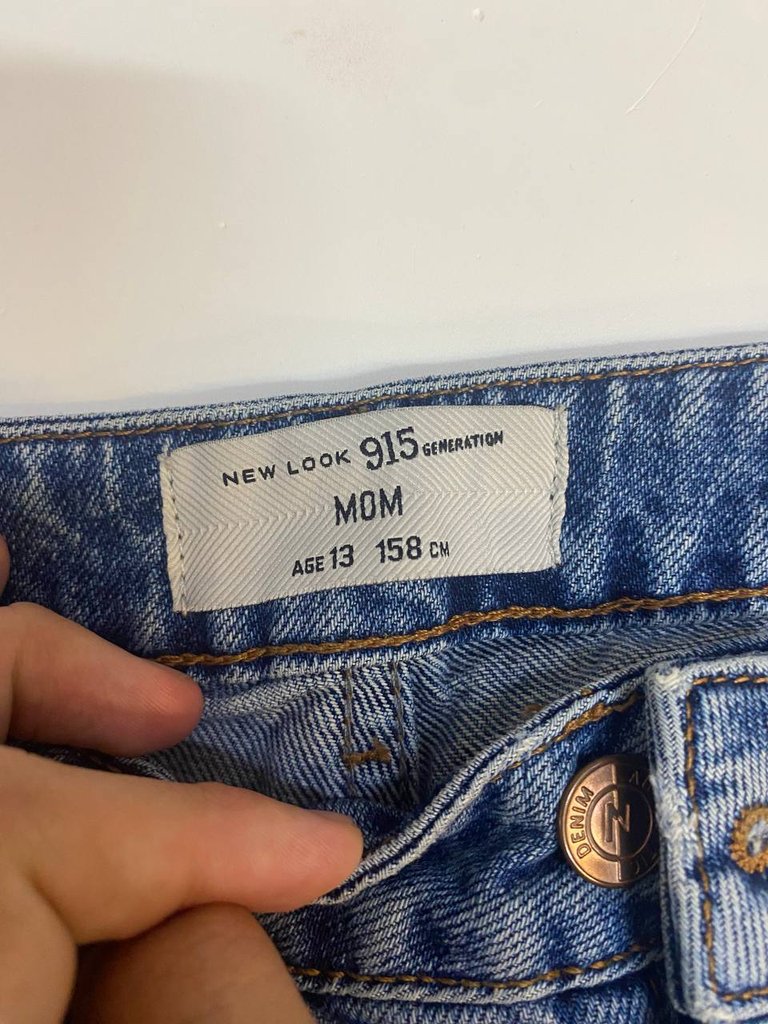 NEW LOOK 915 GENERATION
MOM
AGE 13 158 CM
DENIM
N